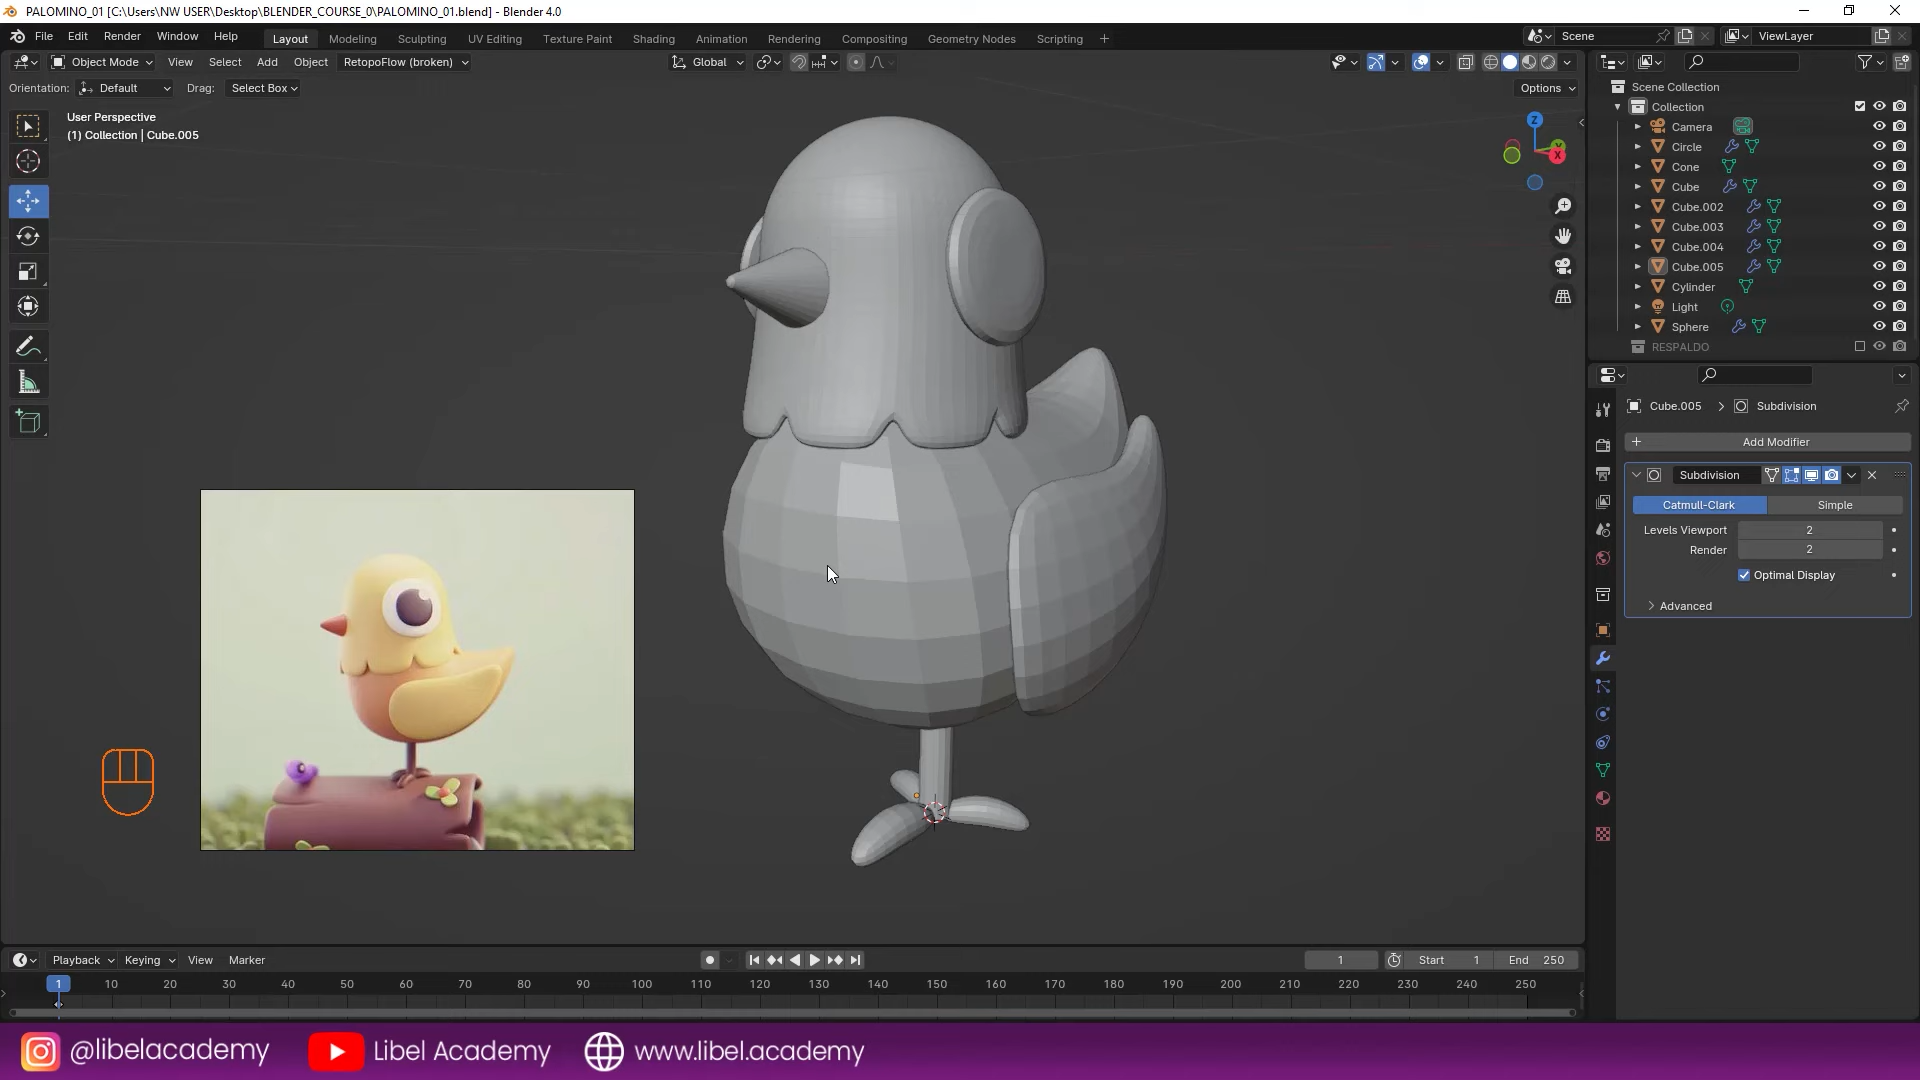 PALOMINO_01 [C:\Users\NW USER\Desktop\BLENDER_COURSE_0\PALOMINO_01.blend] - Blender 4.0
File Edit Render Window Help
Layout Modeling Sculpting UV Editing Texture Paint Shading Animation Rendering Compositing Geometry Nodes Scripting +
Scene
ViewLayer
Object Mode View Select Add Object RetopoFlow (broken)
Global
Orientation: Default Drag: Select Box
Options
User Perspective
(1) Collection | Cube.005
Z
Y
X
Scene Collection
Collection
Camera
Circle
Cone
Cube
Cube.002
Cube.003
Cube.004
Cube.005
Cylinder
Light
Sphere
RESPALDO
Cube.005 > Subdivision
+ Add Modifier
Subdivision
Catmull-Clark Simple
Levels Viewport 2
Render 2
Optimal Display
Advanced
Playback Keying View Marker
1 Start 1 End 250
1 10 20 30 40 50 60 70 80 90 100 110 120 130 140 150 160 170 180 190 200 210 220 230 240 250
@libelacademy Libel Academy www.libel.academy